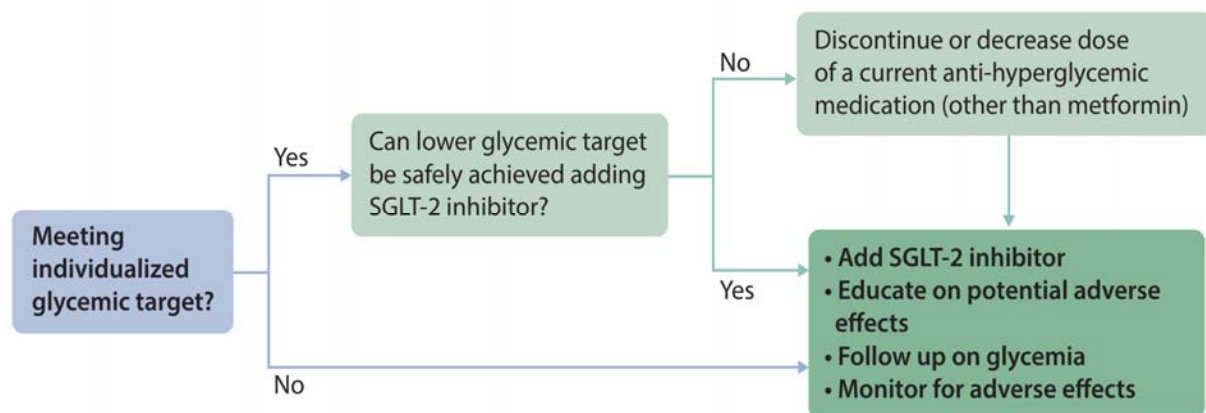 Meeting
individualized
glycemic target?
Yes
Can lower glycemic target
be safely achieved adding
SGLT-2 inhibitor?
No
Discontinue or decrease dose
of a current anti-hyperglycemic
medication (other than metformin)
Yes
No
• Add SGLT-2 inhibitor
• Educate on potential adverse
effects
• Follow up on glycemia
• Monitor for adverse effects